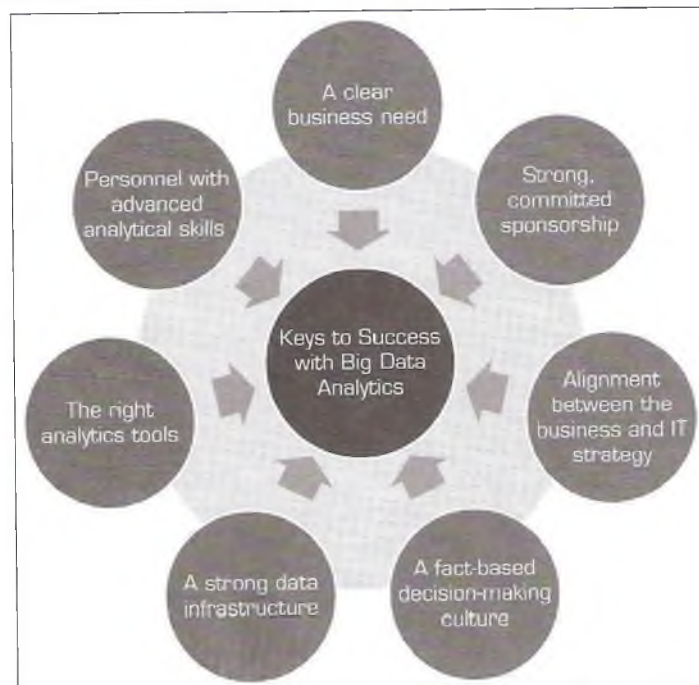 A clear
business need
Strong,
committed
sponsorship
Alignment
between the
business and IT
strategy
A fact-based
decision-making
culture
A strong data
infrastructure
The right
analytics tools
Personnel with
advanced
analytical skills
Keys to Success
with Big Data
Analytics